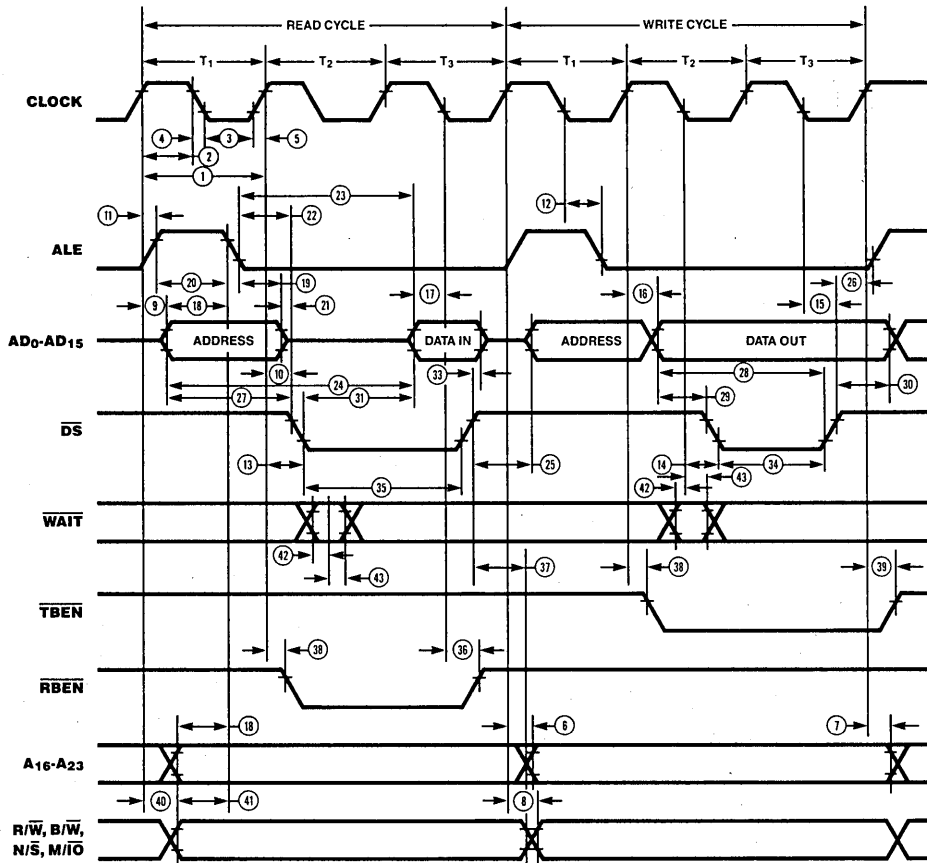 READ CYCLE WRITE CYCLE
T1 T2 T3 T1 T2 T3
CLOCK
4 3 5
2
1
23
11 22 12
ALE
20 19 26
9 18 21 17 16 15
AD0-AD15 ADDRESS DATA IN ADDRESS DATA OUT
10 33 28
24
27 31 29 30
DS
13 25 14 34
35 42 43
WAIT
42 43 37 38 39
TBEN
38 36
RBEN
18 6 7
A16-A23
40 41 8
R/W, B/W,
N/S, M/IO